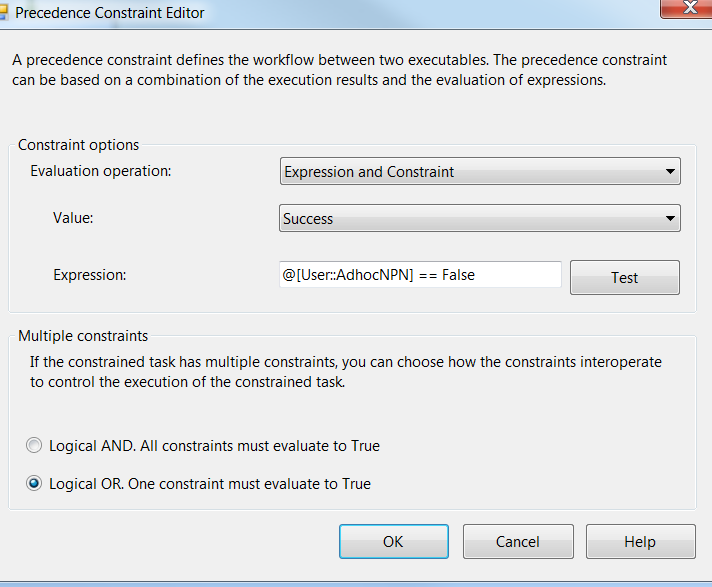 Precedence Constraint Editor
A precedence constraint defines the workflow between two executables. The precedence constraint
can be based on a combination of the execution results and the evaluation of expressions.
Constraint options
Evaluation operation:
Expression and Constraint
Value:
Success
Expression:
@[User::AdhocNPN] == False
Test
Multiple constraints
If the constrained task has multiple constraints, you can choose how the constraints interoperate
to control the execution of the constrained task.
Logical AND. All constraints must evaluate to True
Logical OR. One constraint must evaluate to True
OK
Cancel
Help